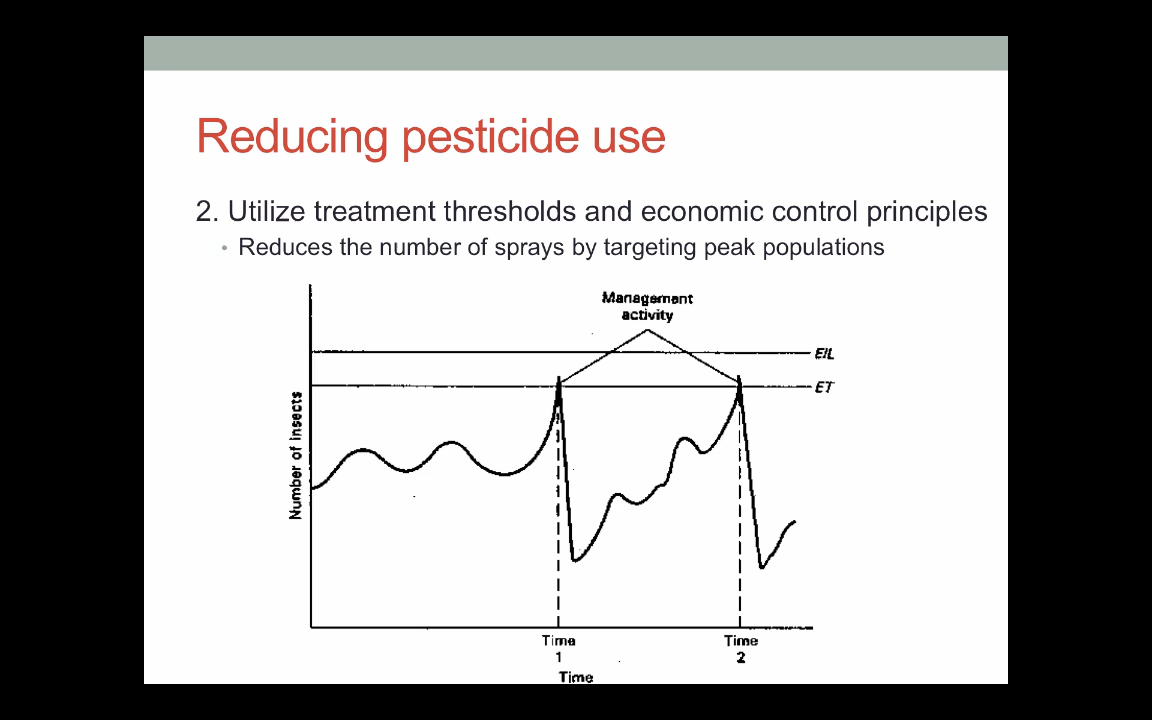 Reducing pesticide use
2. Utilize treatment thresholds and economic control principles
• Reduces the number of sprays by targeting peak populations
Management
activity
EIL
ET
Number of insects
Time
1
Time
2
Time